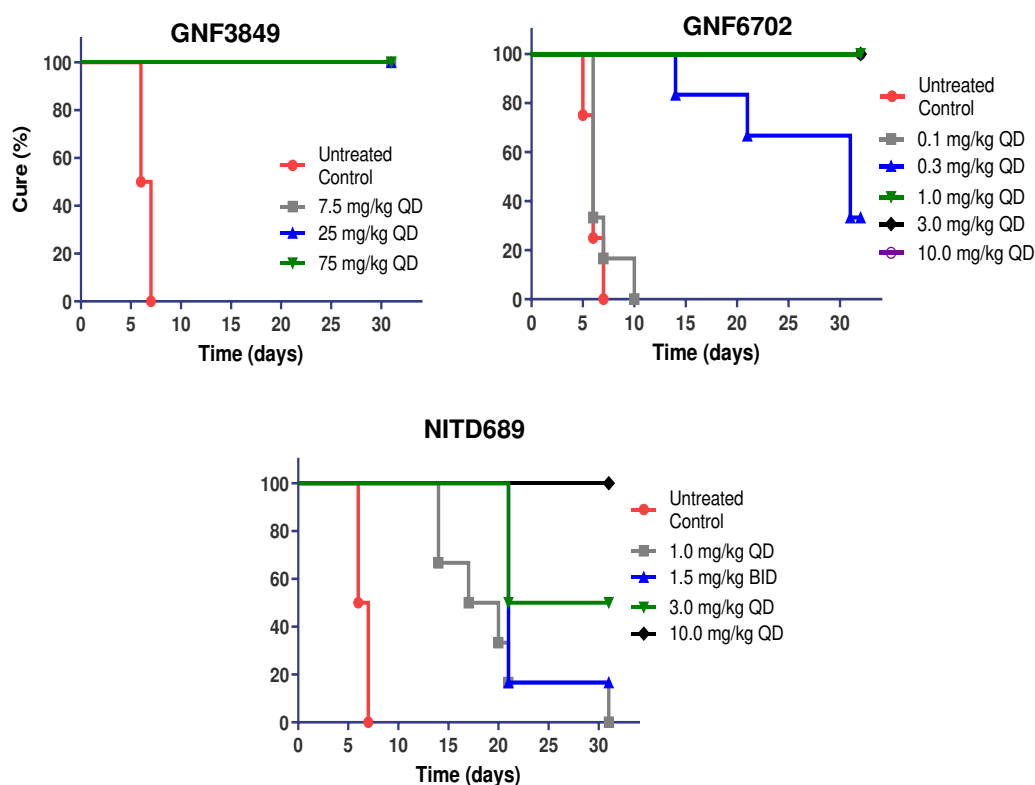 GNF3849
100
80
60
40
20
0
Cure (%)
0 5 10 15 20 25 30
Time (days)
Untreated
Control
7.5 mg/kg QD
25 mg/kg QD
75 mg/kg QD
GNF6702
100
80
60
40
20
0
0 5 10 15 20 25 30
Time (days)
Untreated
Control
0.1 mg/kg QD
0.3 mg/kg QD
1.0 mg/kg QD
3.0 mg/kg QD
10.0 mg/kg QD
NITD689
100
80
60
40
20
0
0 5 10 15 20 25 30
Time (days)
Untreated
Control
1.0 mg/kg QD
1.5 mg/kg BID
3.0 mg/kg QD
10.0 mg/kg QD